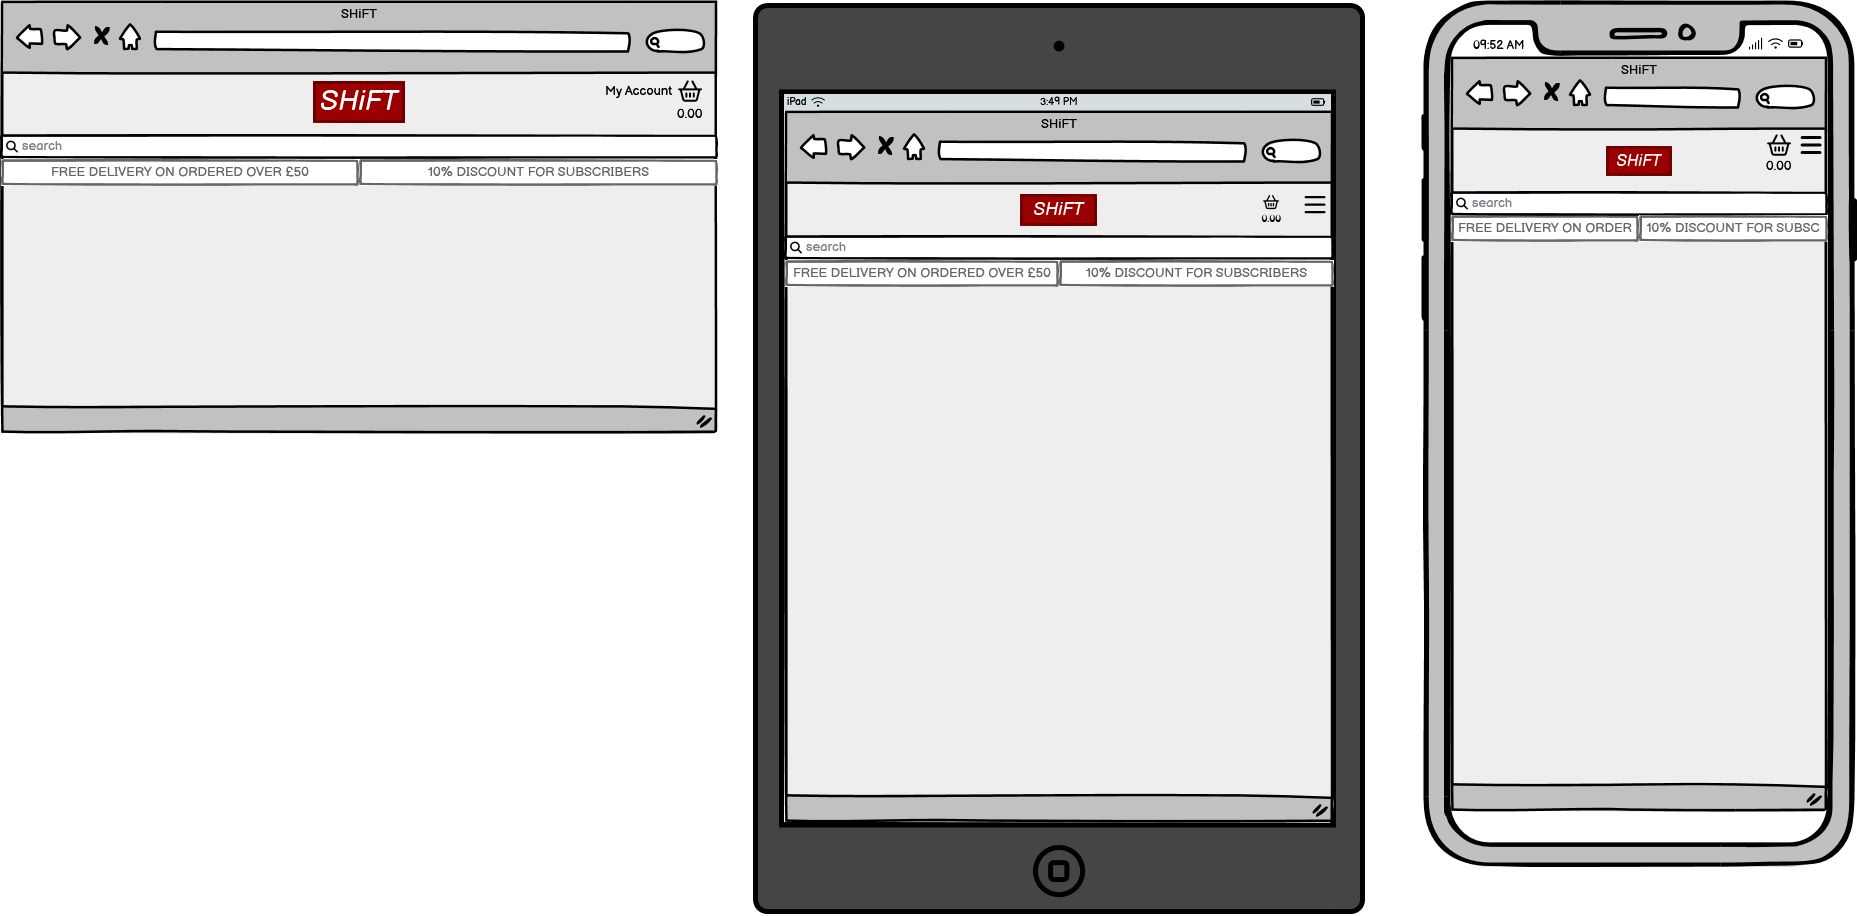 SHiFT
SHiFT
My Account
0.00
search
FREE DELIVERY ON ORDERED OVER £50
10% DISCOUNT FOR SUBSCRIBERS
iPad
3:49 PM
SHiFT
SHiFT
0.00
search
FREE DELIVERY ON ORDERED OVER £50
10% DISCOUNT FOR SUBSCRIBERS
09:52 AM
SHiFT
SHiFT
0.00
search
FREE DELIVERY ON ORDER
10% DISCOUNT FOR SUBSC